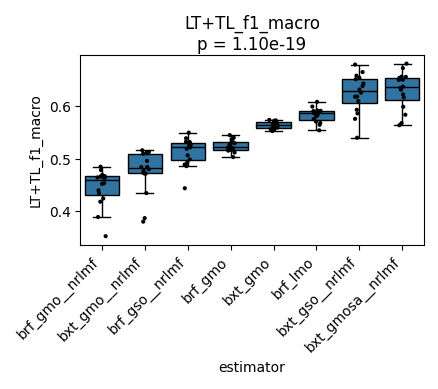 LT+TL_f1_macro
p = 1.10e-19
LT+TL_f1_macro
0.6
0.5
0.4
brf_gmo__nrlmf
bxt_gmo__nrlmf
brf_gso__nrlmf
brf_gmo
bxt_gmo
brf_lmo
bxt_gso__nrlmf
bxt_gmosa__nrlmf
estimator